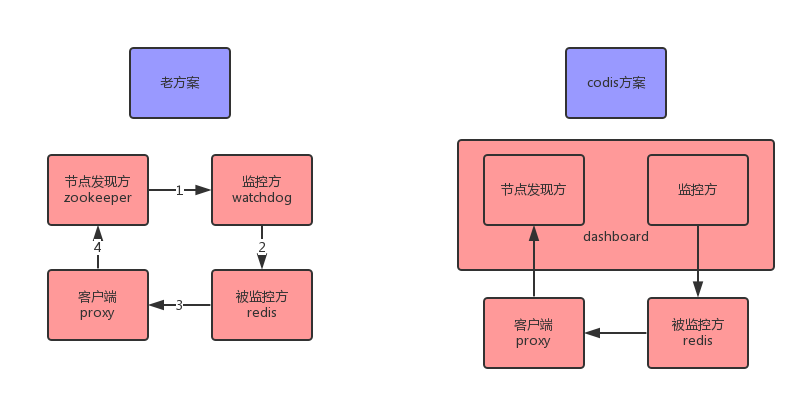 老方案
节点发现方
zookeeper
1
监控方
watchdog
2
4
客户端
proxy
3
被监控方
redis
codis方案
节点发现方
监控方
dashboard
客户端
proxy
被监控方
redis